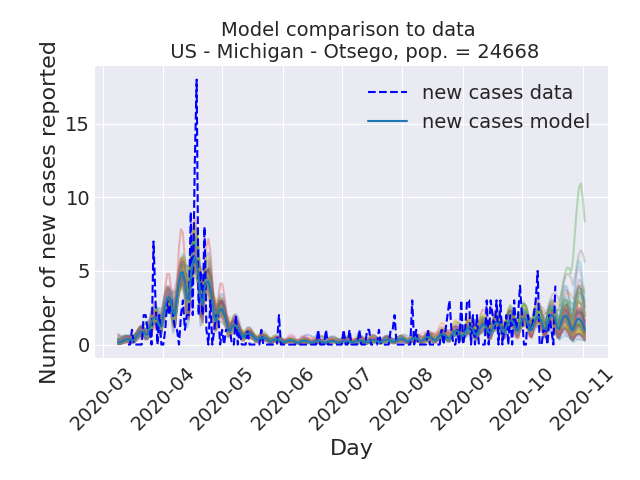 Model comparison to data
US - Michigan - Otsego, pop. = 24668
Number of new cases reported
15
10
5
0
new cases data
new cases model
2020-03
2020-04
2020-05
2020-06
2020-07
2020-08
2020-09
2020-10
2020-11
Day